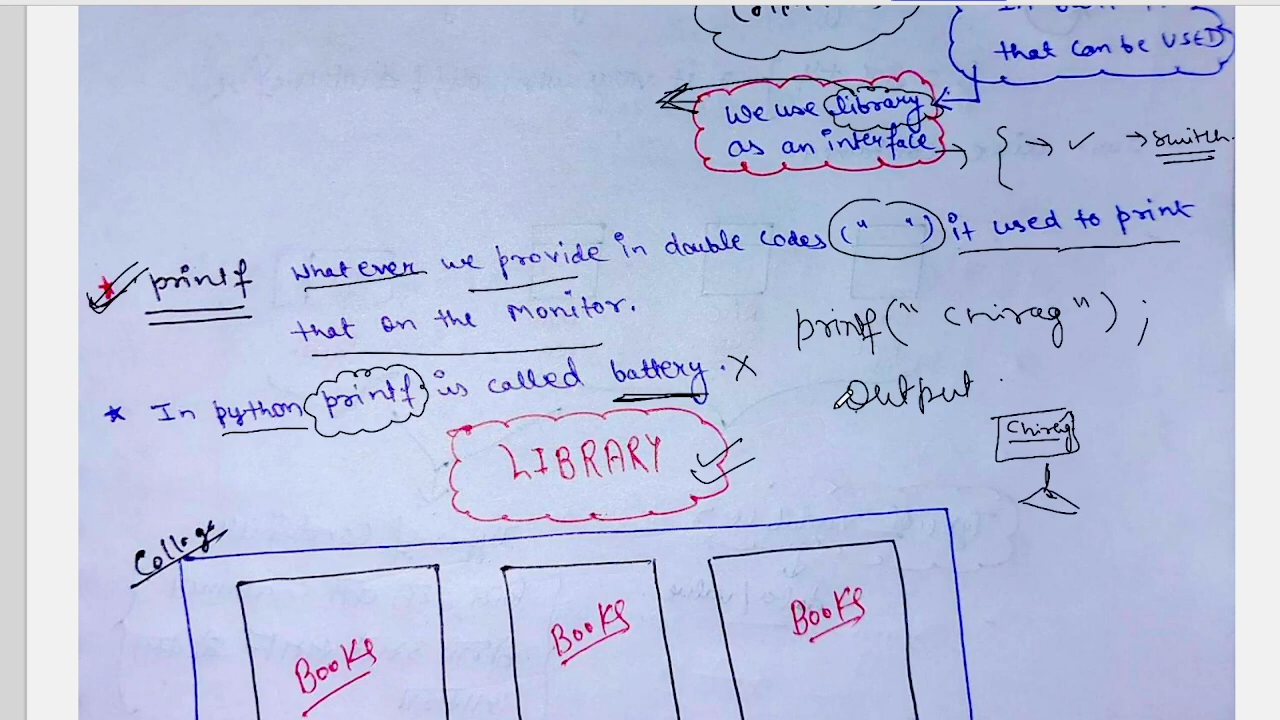 that can be USED
We use library
as an interface
→ { → ✓ → switch.
printf Whatever we provide in double codes (" ") it used to print
that on the monitor.
printf(" Chirag ") ;
* In python printf is called battery. X
output
Chirag
LIBRARY
College
BOOKS
BOOKS
BOOKS